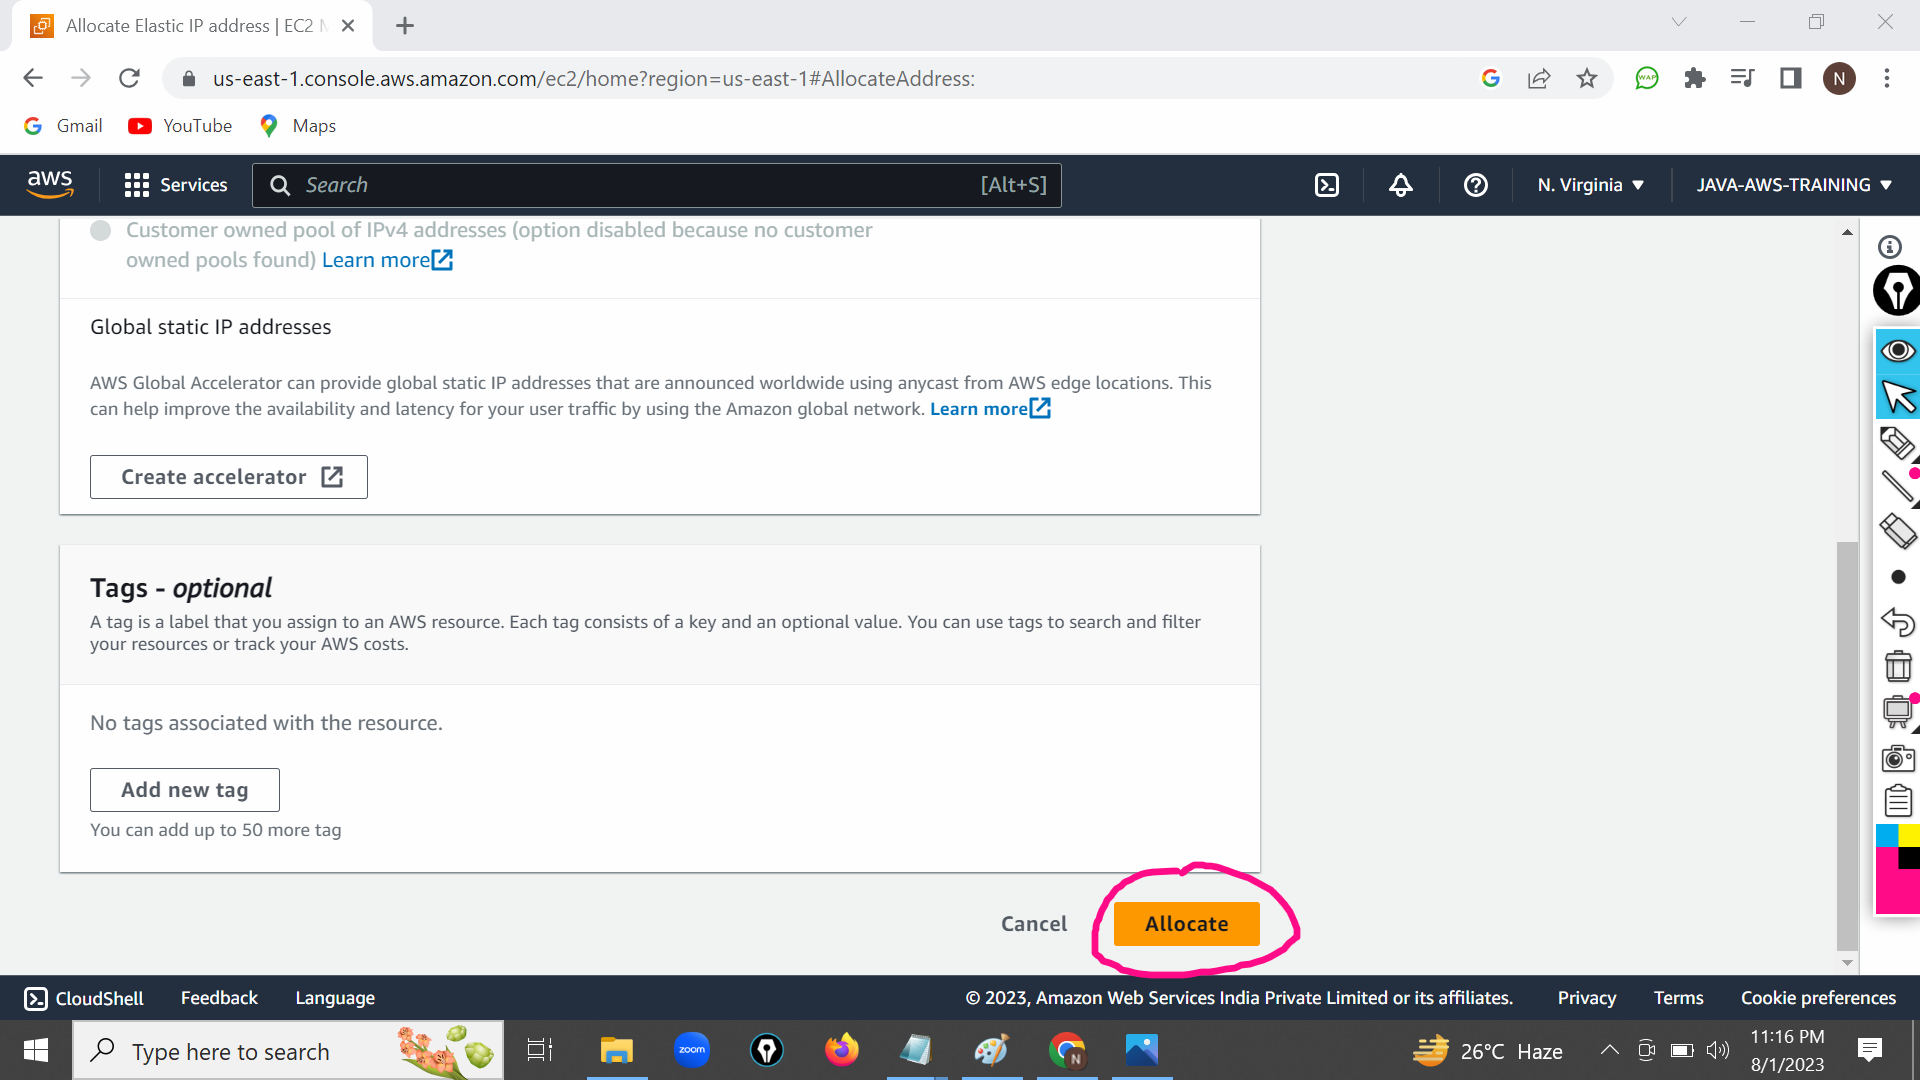 Allocate Elastic IP address | EC2
us-east-1.console.aws.amazon.com/ec2/home?region=us-east-1#AllocateAddress:
WAP
N
Gmail YouTube Maps
aws Services Search [Alt+S] N. Virginia JAVA-AWS-TRAINING
Customer owned pool of IPv4 addresses (option disabled because no customer
owned pools found) Learn more
Global static IP addresses
AWS Global Accelerator can provide global static IP addresses that are announced worldwide using anycast from AWS edge locations. This
can help improve the availability and latency for your user traffic by using the Amazon global network. Learn more
Create accelerator
Tags - optional
A tag is a label that you assign to an AWS resource. Each tag consists of a key and an optional value. You can use tags to search and filter
your resources or track your AWS costs.
No tags associated with the resource.
Add new tag
You can add up to 50 more tag
Cancel Allocate
CloudShell Feedback Language © 2023, Amazon Web Services India Private Limited or its affiliates. Privacy Terms Cookie preferences
Type here to search zoom N 26°C Haze 11:16 PM
8/1/2023